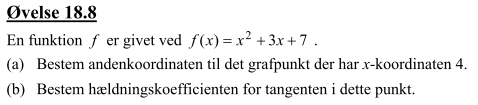 Øvelse 18.8
En funktion f er givet ved f(x) = x² + 3x + 7 .
(a) Bestem andenkoordinaten til det grafpunkt der har x-koordinaten 4.
(b) Bestem hældningskoefficienten for tangenten i dette punkt.